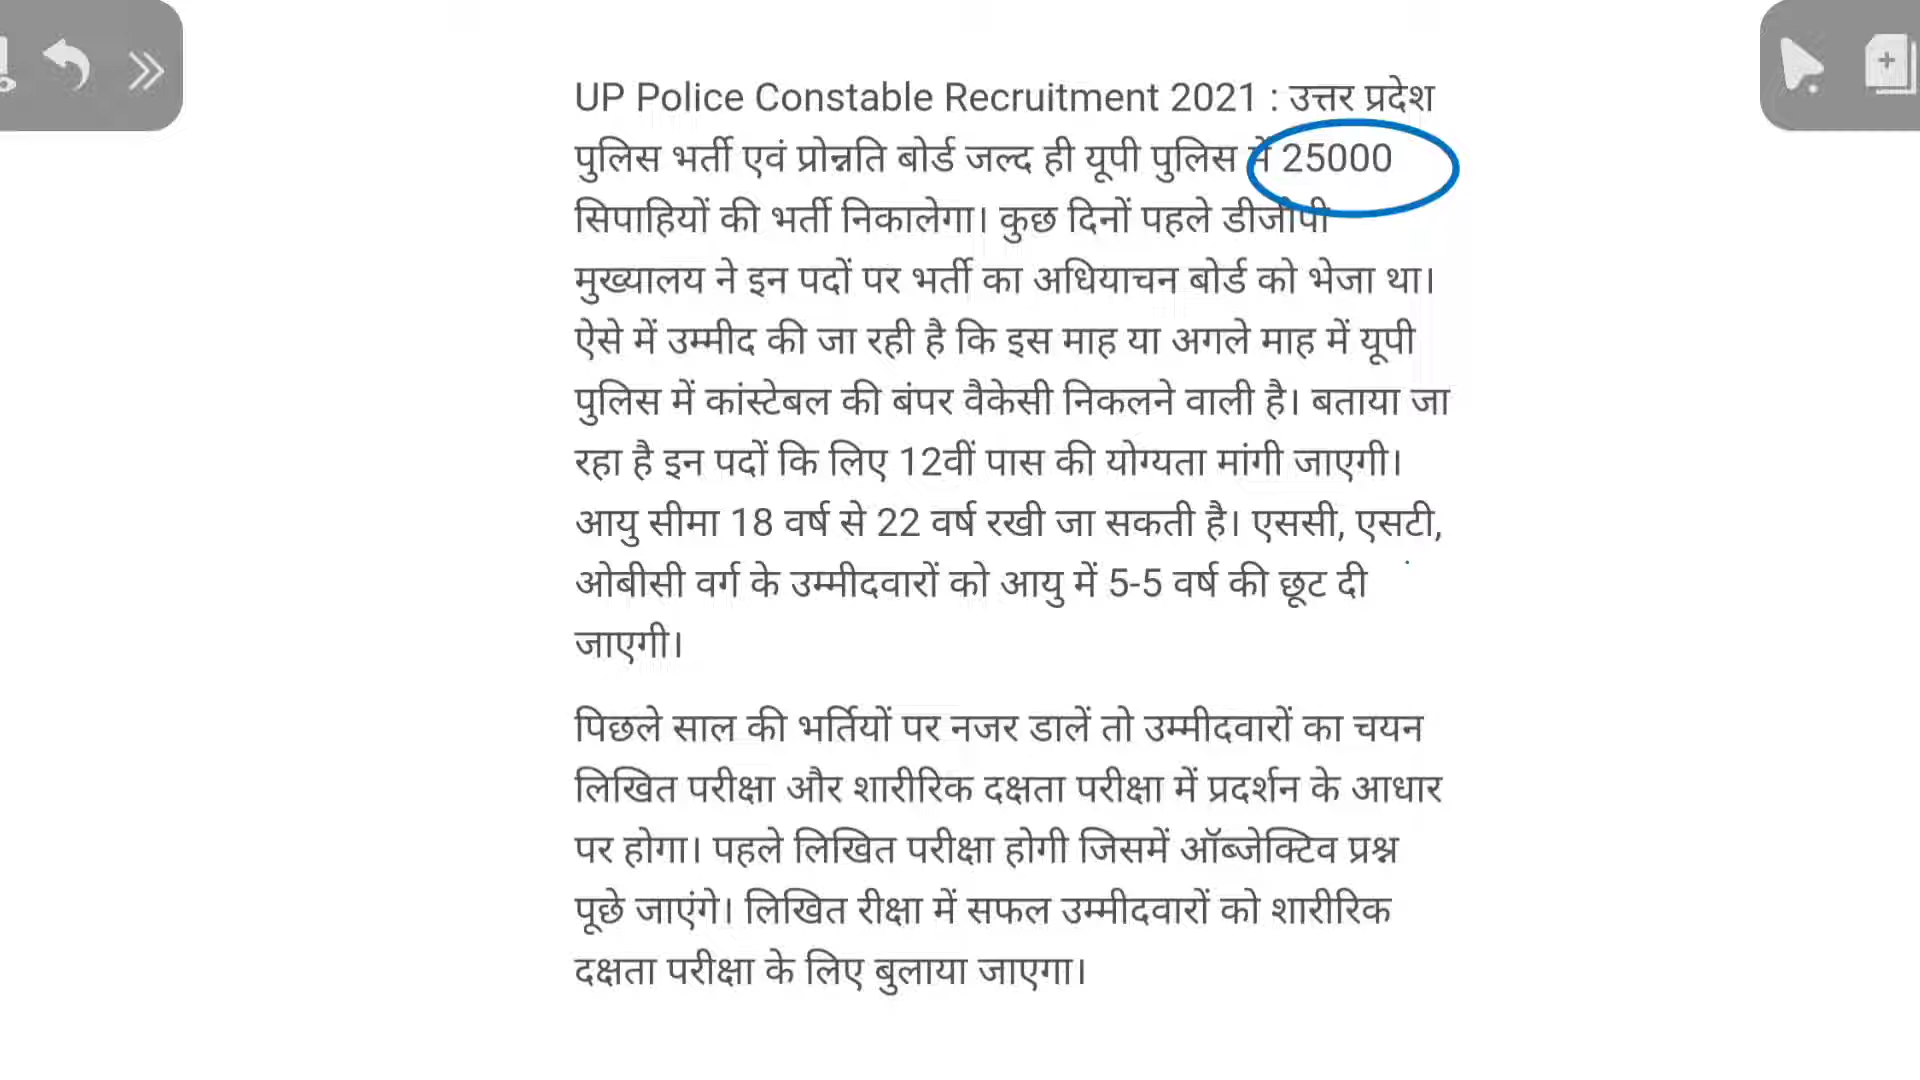 UP Police Constable Recruitment 2021 : उत्तर प्रदेश
पुलिस भर्ती एवं प्रोन्नति बोर्ड जल्द ही यूपी पुलिस में 25000
सिपाहियों की भर्ती निकालेगा। कुछ दिनों पहले डीजीपी
मुख्यालय ने इन पदों पर भर्ती का अधियाचन बोर्ड को भेजा था।
ऐसे में उम्मीद की जा रही है कि इस माह या अगले माह में यूपी
पुलिस में कांस्टेबल की बंपर वैकेसी निकलने वाली है। बताया जा
रहा है इन पदों कि लिए 12वीं पास की योग्यता मांगी जाएगी।
आयु सीमा 18 वर्ष से 22 वर्ष रखी जा सकती है। एससी, एसटी,
ओबीसी वर्ग के उम्मीदवारों को आयु में 5-5 वर्ष की छूट दी
जाएगी।
पिछले साल की भर्तियों पर नजर डालें तो उम्मीदवारों का चयन
लिखित परीक्षा और शारीरिक दक्षता परीक्षा में प्रदर्शन के आधार
पर होगा। पहले लिखित परीक्षा होगी जिसमें ऑब्जेक्टिव प्रश्न
पूछे जाएंगे। लिखित रीक्षा में सफल उम्मीदवारों को शारीरिक
दक्षता परीक्षा के लिए बुलाया जाएगा।